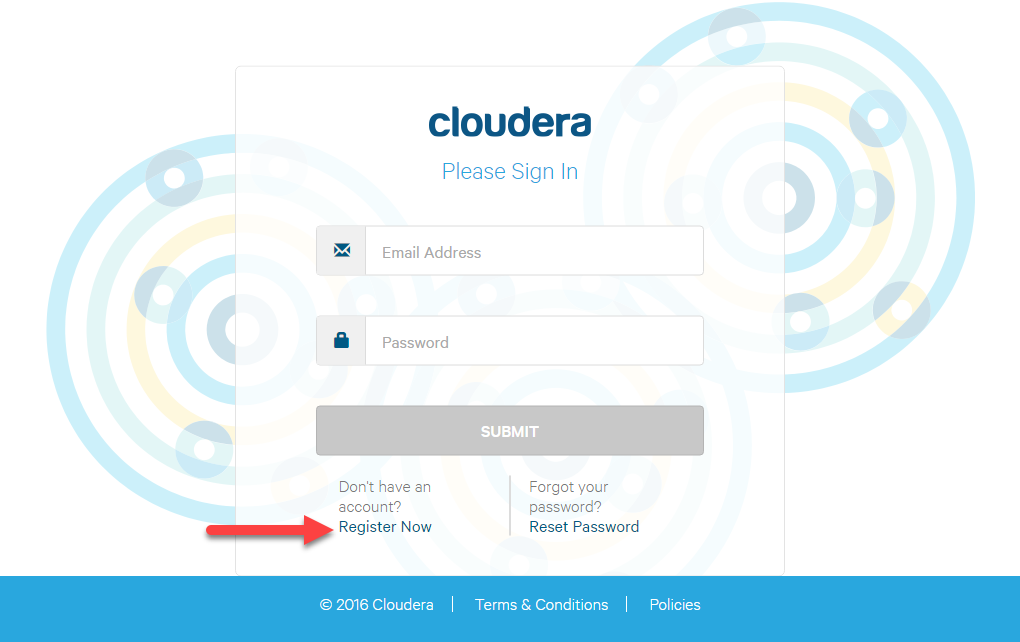 cloudera
Please Sign In
Email Address
Password
SUBMIT
Don't have an
account?
Register Now
Forgot your
password?
Reset Password
© 2016 Cloudera | Terms & Conditions | Policies